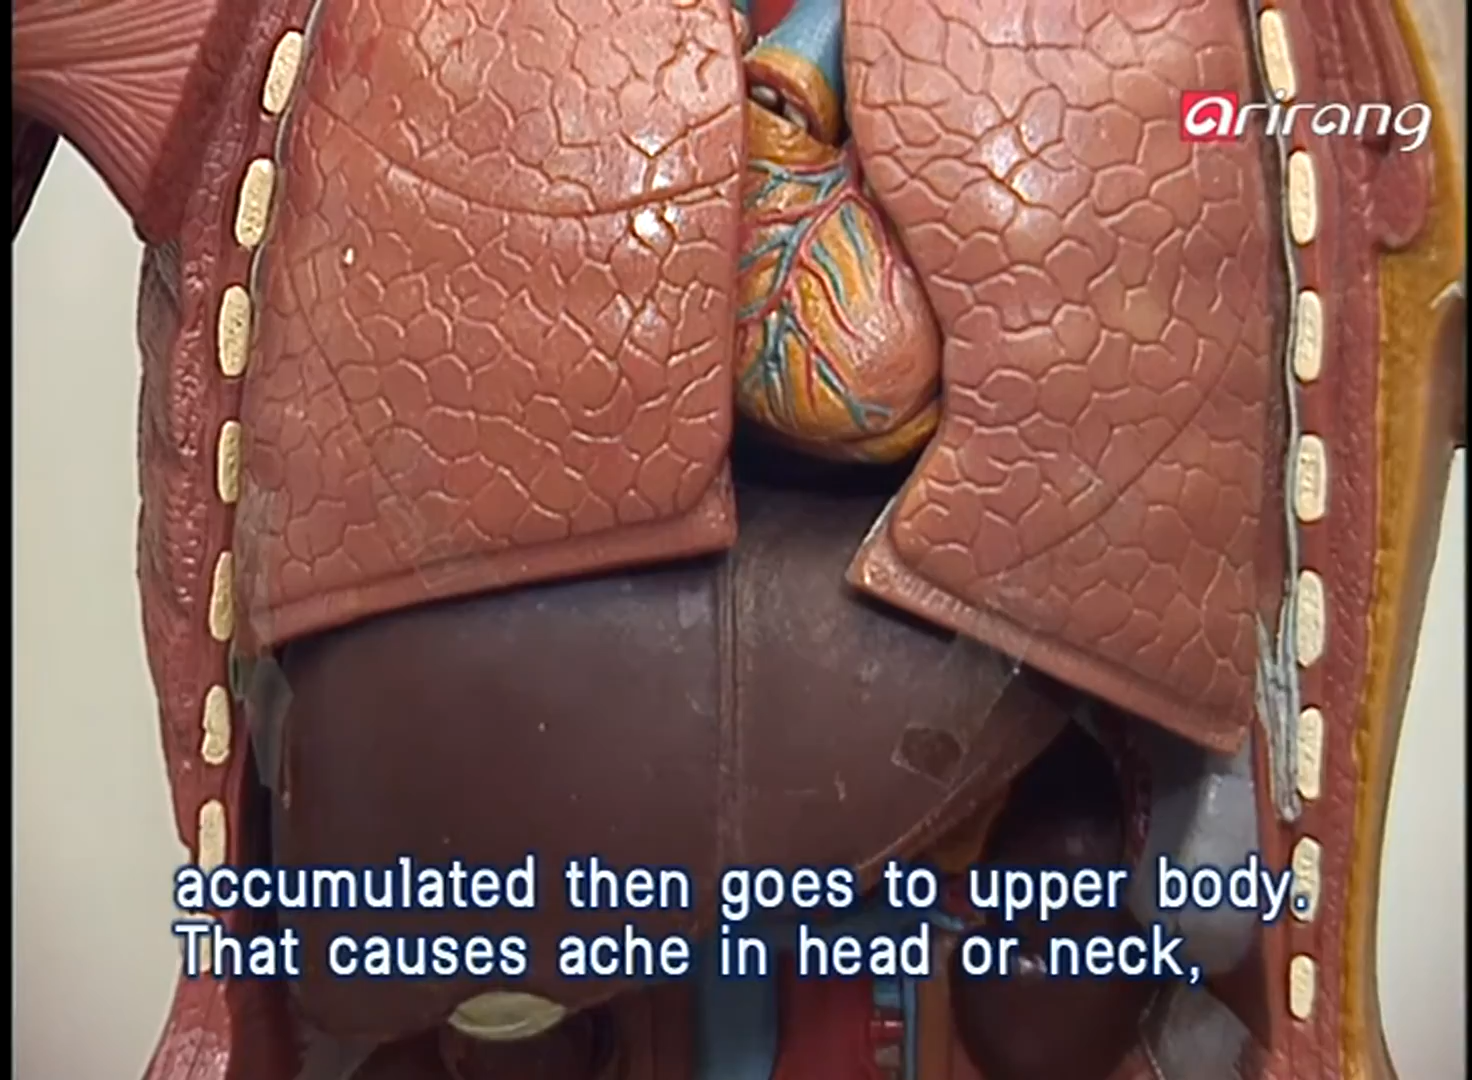 arirang
accumulated then goes to upper body.
That causes ache in head or neck,